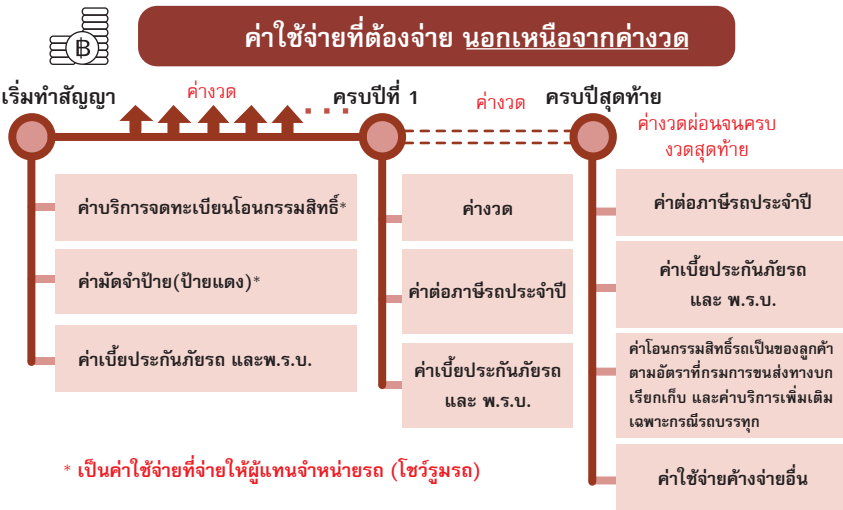 ฿
ค่าใช้จ่ายที่ต้องจ่าย นอกเหนือจากค่างวด
เริ่มทำสัญญา
ค่างวด
ครบปีที่ 1
ค่างวด
ครบปีสุดท้าย
ค่างวดผ่อนจนครบ
งวดสุดท้าย
ค่าบริการจดทะเบียนโอนกรรมสิทธิ์*
ค่ามัดจำป้าย(ป้ายแดง)*
ค่าเบี้ยประกันภัยรถ และพ.ร.บ.
ค่างวด
ค่าต่อภาษีรถประจำปี
ค่าเบี้ยประกันภัยรถ
และ พ.ร.บ.
ค่าต่อภาษีรถประจำปี
ค่าเบี้ยประกันภัยรถ
และ พ.ร.บ.
ค่าโอนกรรมสิทธิ์รถเป็นของลูกค้า
ตามอัตราที่กรมการขนส่งทางบก
เรียกเก็บ และค่าบริการเพิ่มเติม
เฉพาะกรณีรถบรรทุก
ค่าใช้จ่ายค้างจ่ายอื่น
* เป็นค่าใช้จ่ายที่จ่ายให้ผู้แทนจำหน่ายรถ (โชว์รูมรถ)